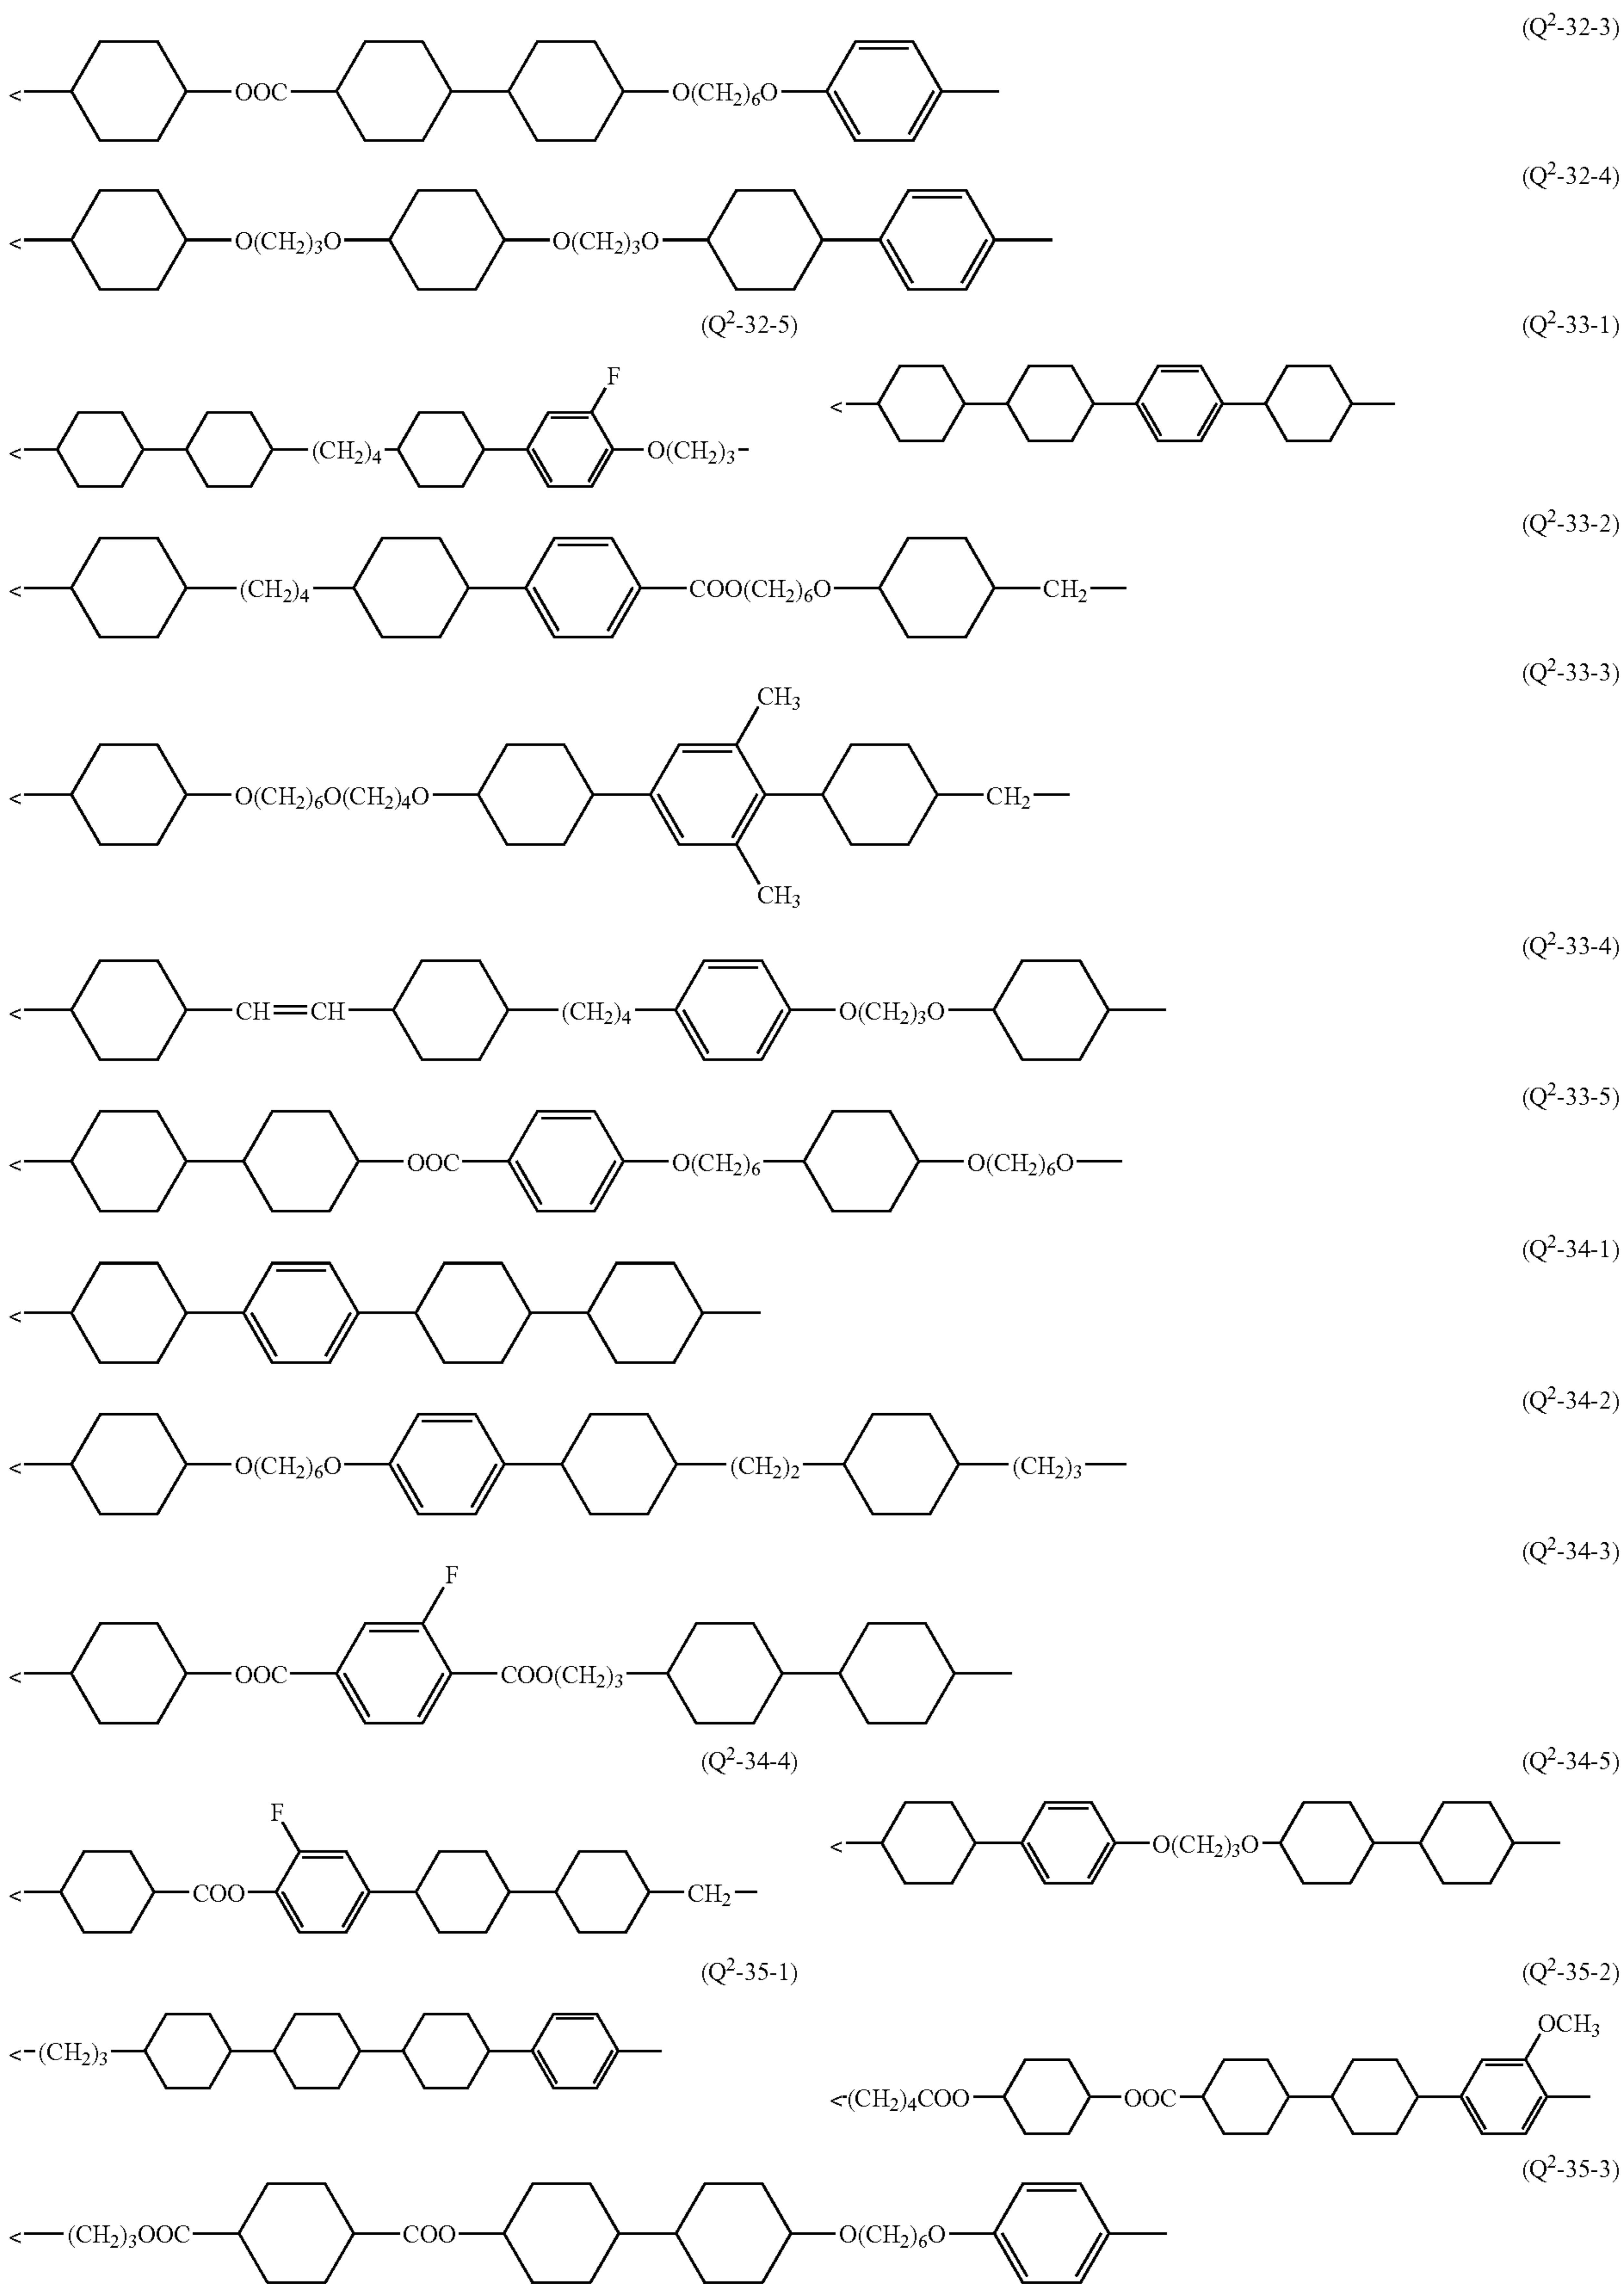 (Q²-32-3)
< OOC O(CH₂)₆O
(Q²-32-4)
< O(CH₂)₃O O(CH₂)₃O
(Q²-32-5) (Q²-33-1)
F
<
< (CH₂)₄ O(CH₂)₃
(Q²-33-2)
< (CH₂)₄ COO(CH₂)₆O CH₂
(Q²-33-3)
CH₃
< O(CH₂)₆O(CH₂)₄O CH₂
CH₃
(Q²-33-4)
< CH=CH (CH₂)₄ O(CH₂)₃O
(Q²-33-5)
< OOC O(CH₂)₆ O(CH₂)₆O
(Q²-34-1)
<
(Q²-34-2)
< O(CH₂)₆O (CH₂)₂ (CH₂)₃
(Q²-34-3)
F
< OOC COO(CH₂)₃
(Q²-34-4) (Q²-34-5)
F
< O(CH₂)₃O
< COO CH₂
(Q²-35-1) (Q²-35-2)
OCH₃
< (CH₂)₃
< (CH₂)₄COO OOC
(Q²-35-3)
< (CH₂)₃OOC COO O(CH₂)₆O